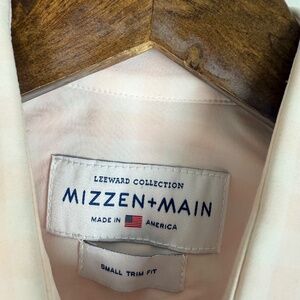 LEEWARD COLLECTION
MIZZEN+MAIN
MADE IN AMERICA
SMALL TRIM FIT